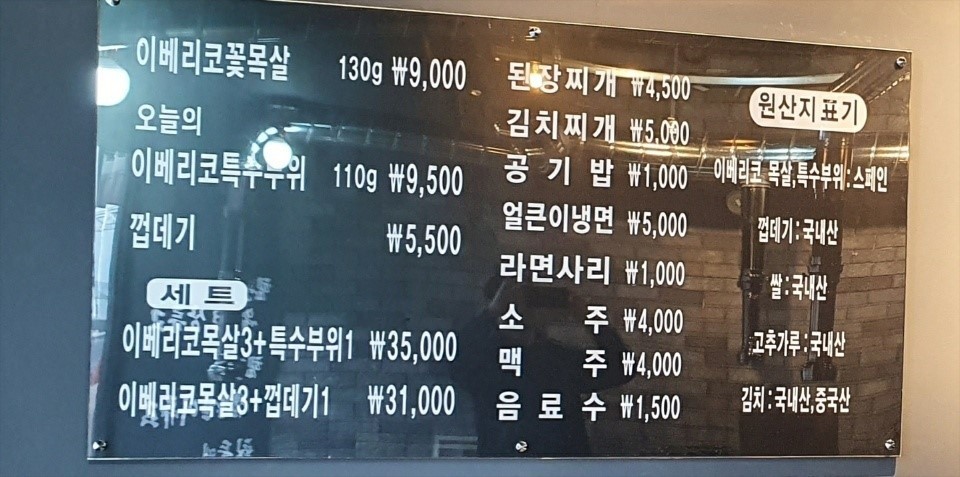 이베리코꽃목살 130g ₩9,000
오늘의
이베리코특수부위 110g ₩9,500
껍데기 ₩5,500
세트
이베리코목살3+특수부위1 ₩35,000
이베리코목살3+껍데기1 ₩31,000
된장찌개 ₩4,500
김치찌개 ₩5,000
공기밥 ₩1,000
얼큰이냉면 ₩5,000
라면사리 ₩1,000
소주 ₩4,000
맥주 ₩4,000
음료수 ₩1,500
원산지표기
이베리코 목살,특수부위:스페인
껍데기:국내산
쌀:국내산
고추가루:국내산
김치:국내산,중국산